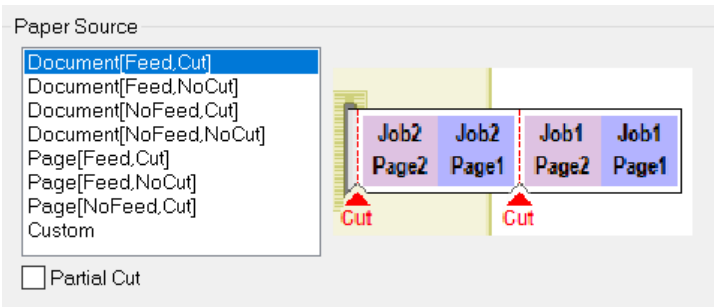 Paper Source
Document[Feed,Cut]
Document[Feed,NoCut]
Document[NoFeed,Cut]
Document[NoFeed,NoCut]
Page[Feed,Cut]
Page[Feed,NoCut]
Page[NoFeed,Cut]
Custom
Job2 Job2 Job1 Job1
Page2 Page1 Page2 Page1
Cut Cut
Partial Cut